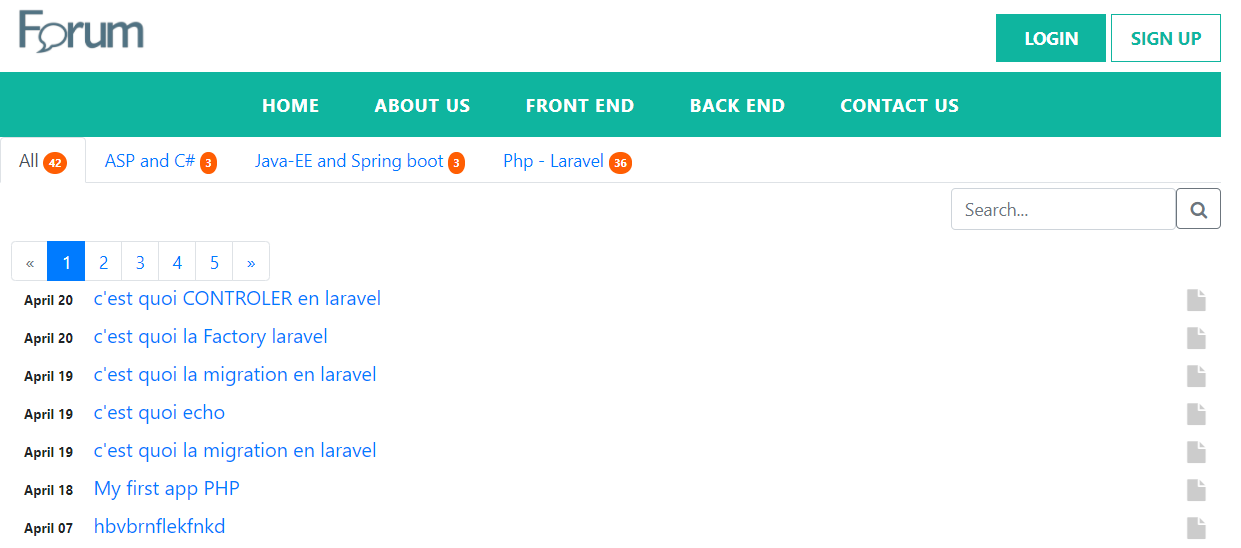 Forum
LOGIN SIGN UP
HOME ABOUT US FRONT END BACK END CONTACT US
All 42 ASP and C# 3 Java-EE and Spring boot 3 Php - Laravel 36
Search...
« 1 2 3 4 5 »
April 20 c'est quoi CONTROLER en laravel
April 20 c'est quoi la Factory laravel
April 19 c'est quoi la migration en laravel
April 19 c'est quoi echo
April 19 c'est quoi la migration en laravel
April 18 My first app PHP
April 07 hbvbrnflekfnkd